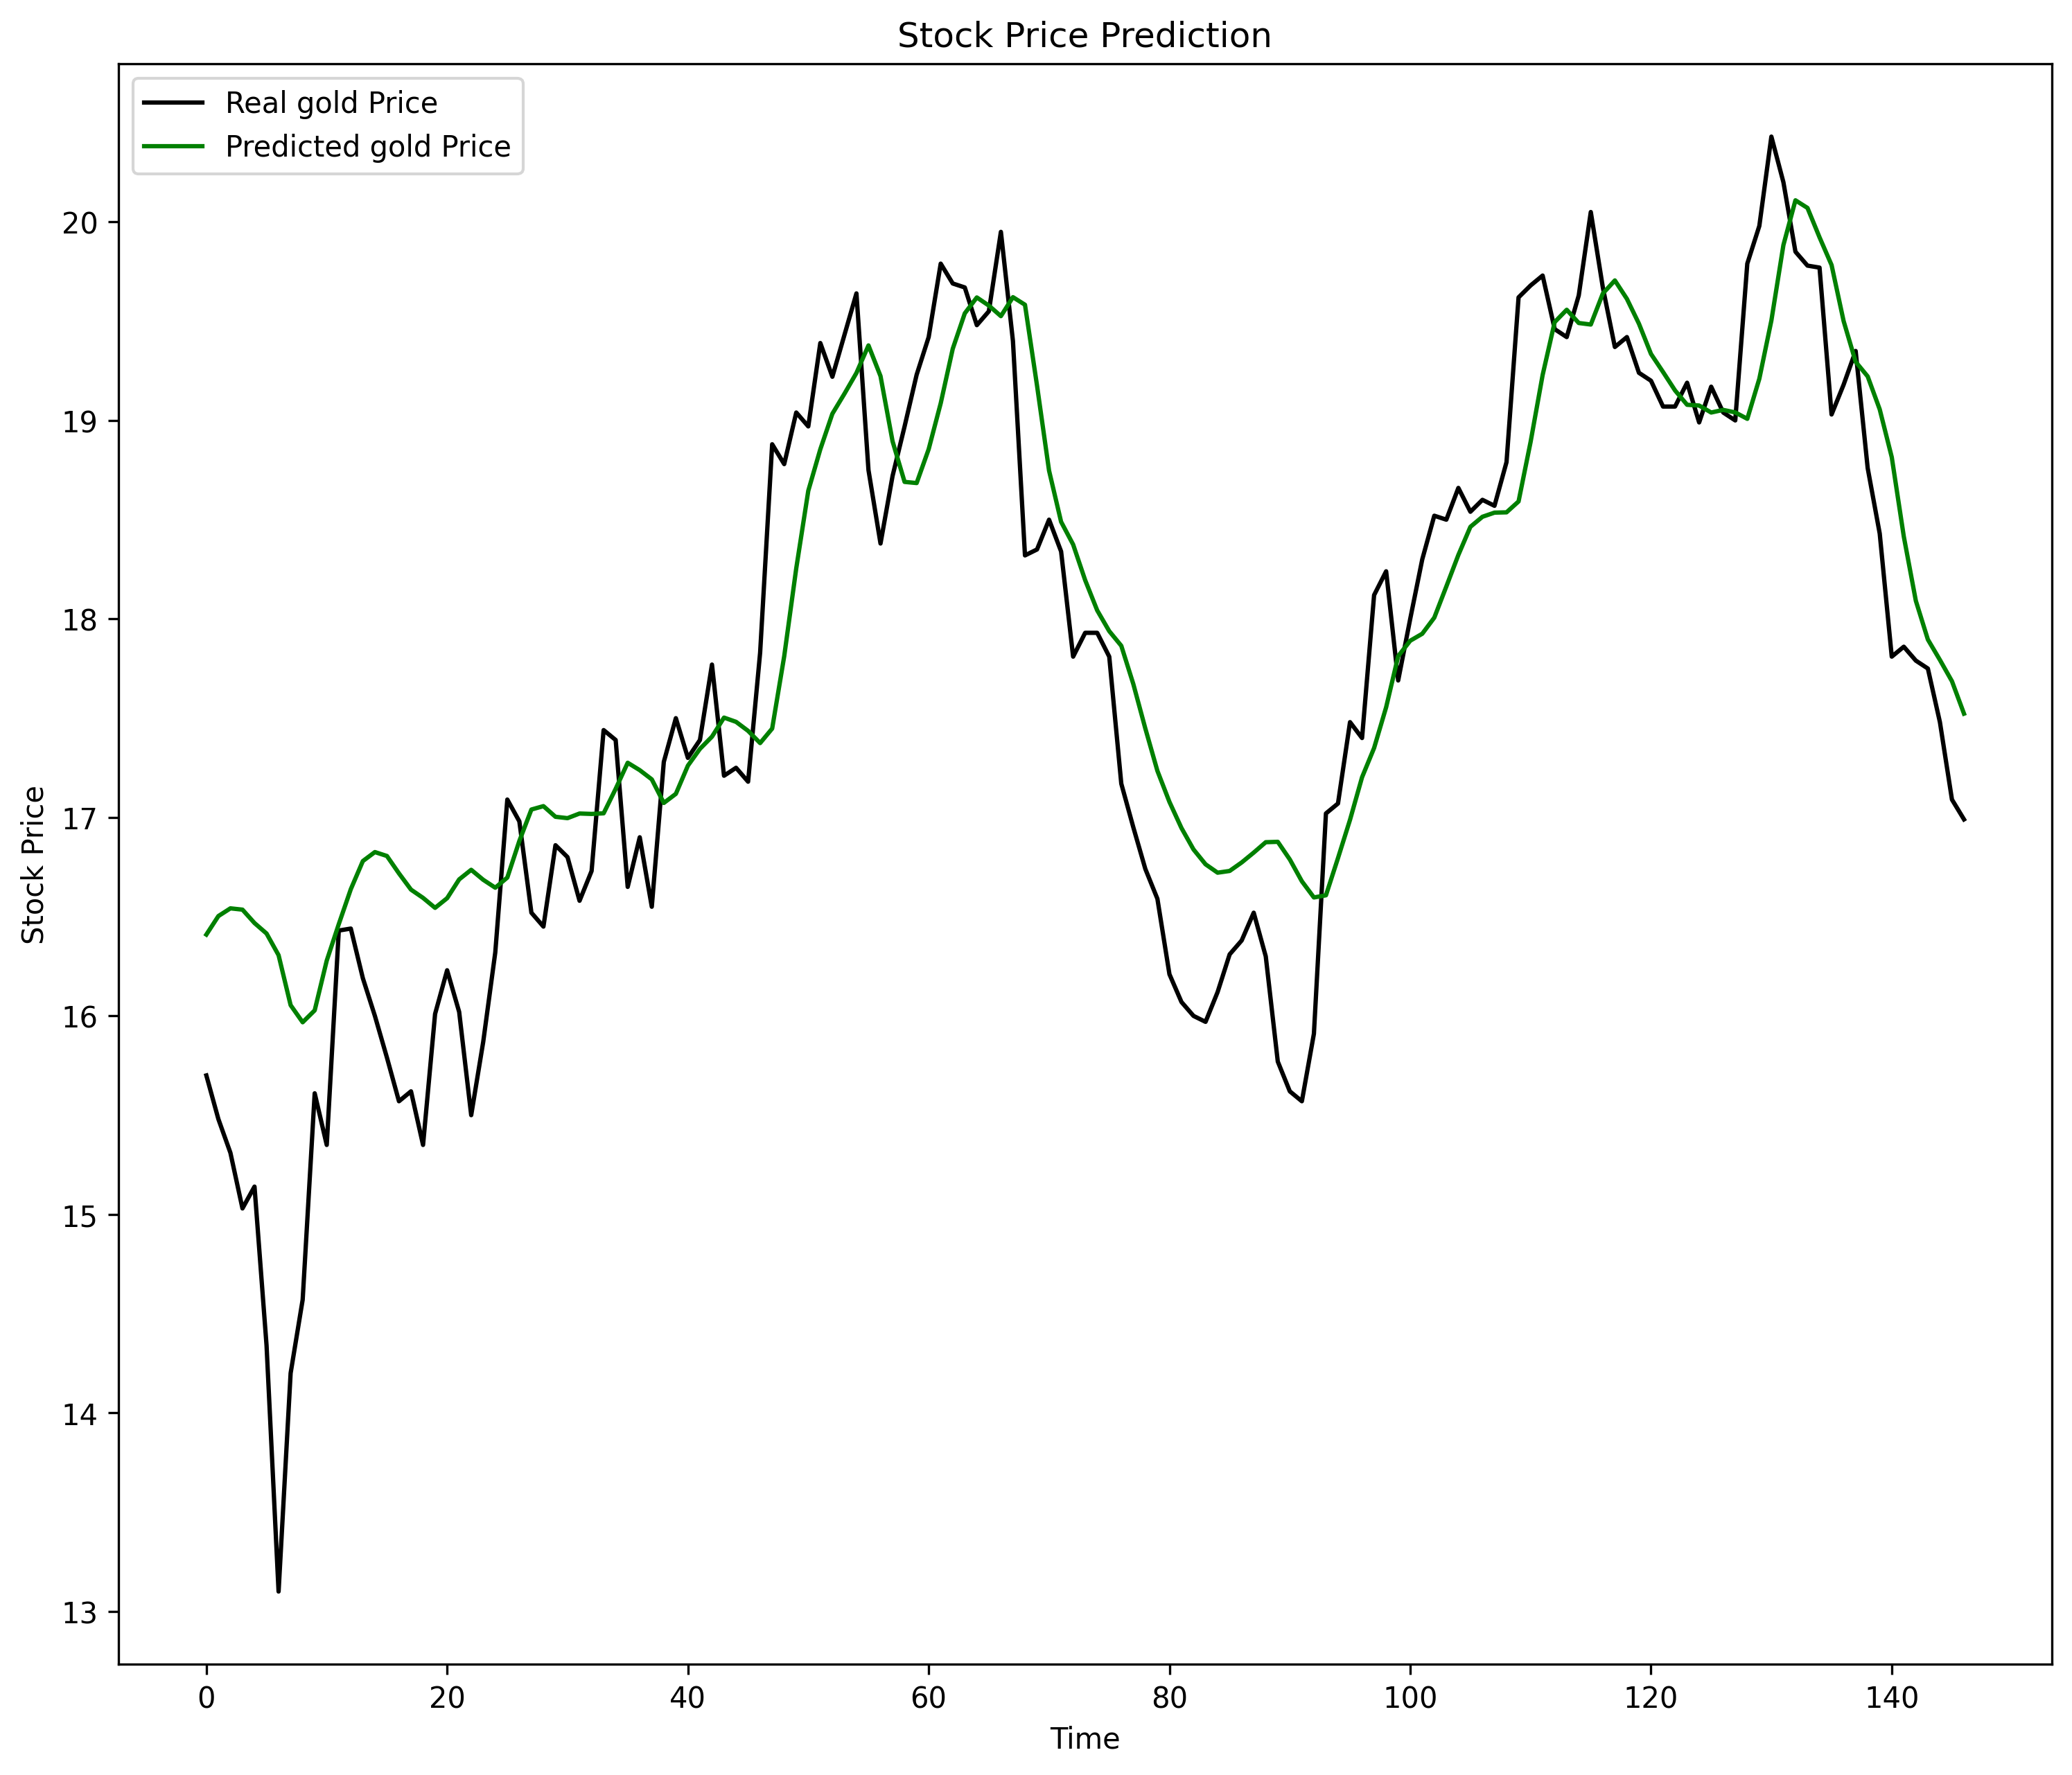 Stock Price Prediction
Real gold Price
Predicted gold Price
Stock Price
20
19
18
17
16
15
14
13
0 20 40 60 80 100 120 140
Time